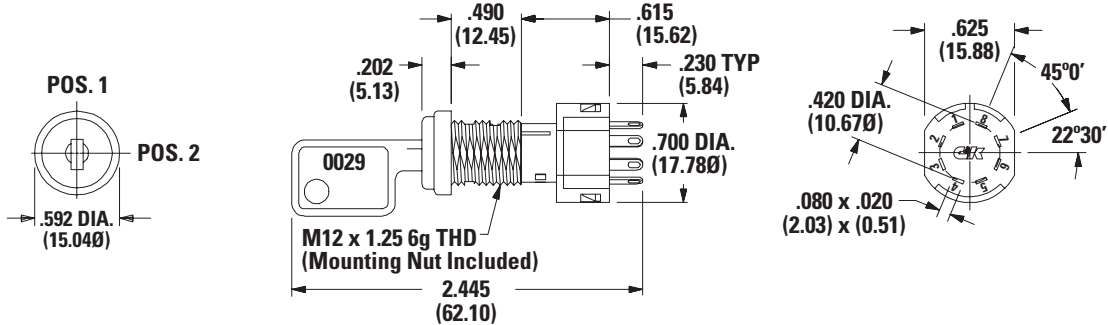 POS. 1
POS. 2
.592 DIA.
(15.04Ø)
.490
(12.45)
.615
(15.62)
.202
(5.13)
.230 TYP
(5.84)
0029
.700 DIA.
(17.78Ø)
M12 x 1.25 6g THD
(Mounting Nut Included)
2.445
(62.10)
.625
(15.88)
45º0′
.420 DIA.
(10.67Ø)
22º30′
1
8
2
7
C&K
3
6
4
5
.080 x .020
(2.03) x (0.51)